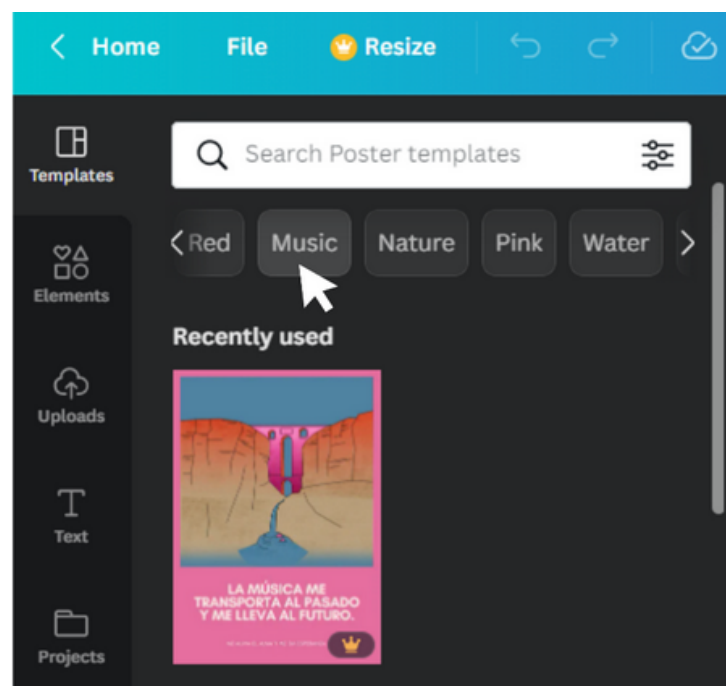 Home File Resize
Templates
Search Poster templates
Red Music Nature Pink Water
Elements
Recently used
Uploads
Text
LA MÚSICA ME
TRANSPORTA AL PASADO
Y ME LLEVA AL FUTURO.
Projects